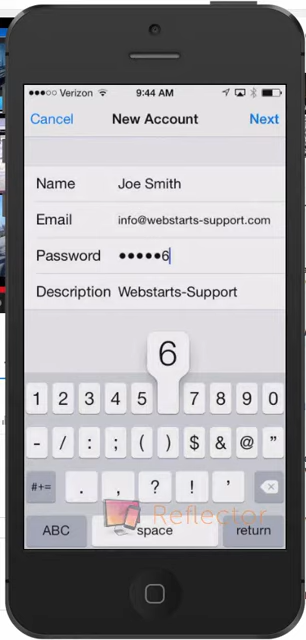 ●●●○○ Verizon 9:44 AM
Cancel New Account Next
Name Joe Smith
Email info@webstarts-support.com
Password ●●●●●6
Description Webstarts-Support
6
1 2 3 4 5 7 8 9 0
- / : ; ( ) $ & @ "
#+= . , ? ! '
Reflector
ABC space return